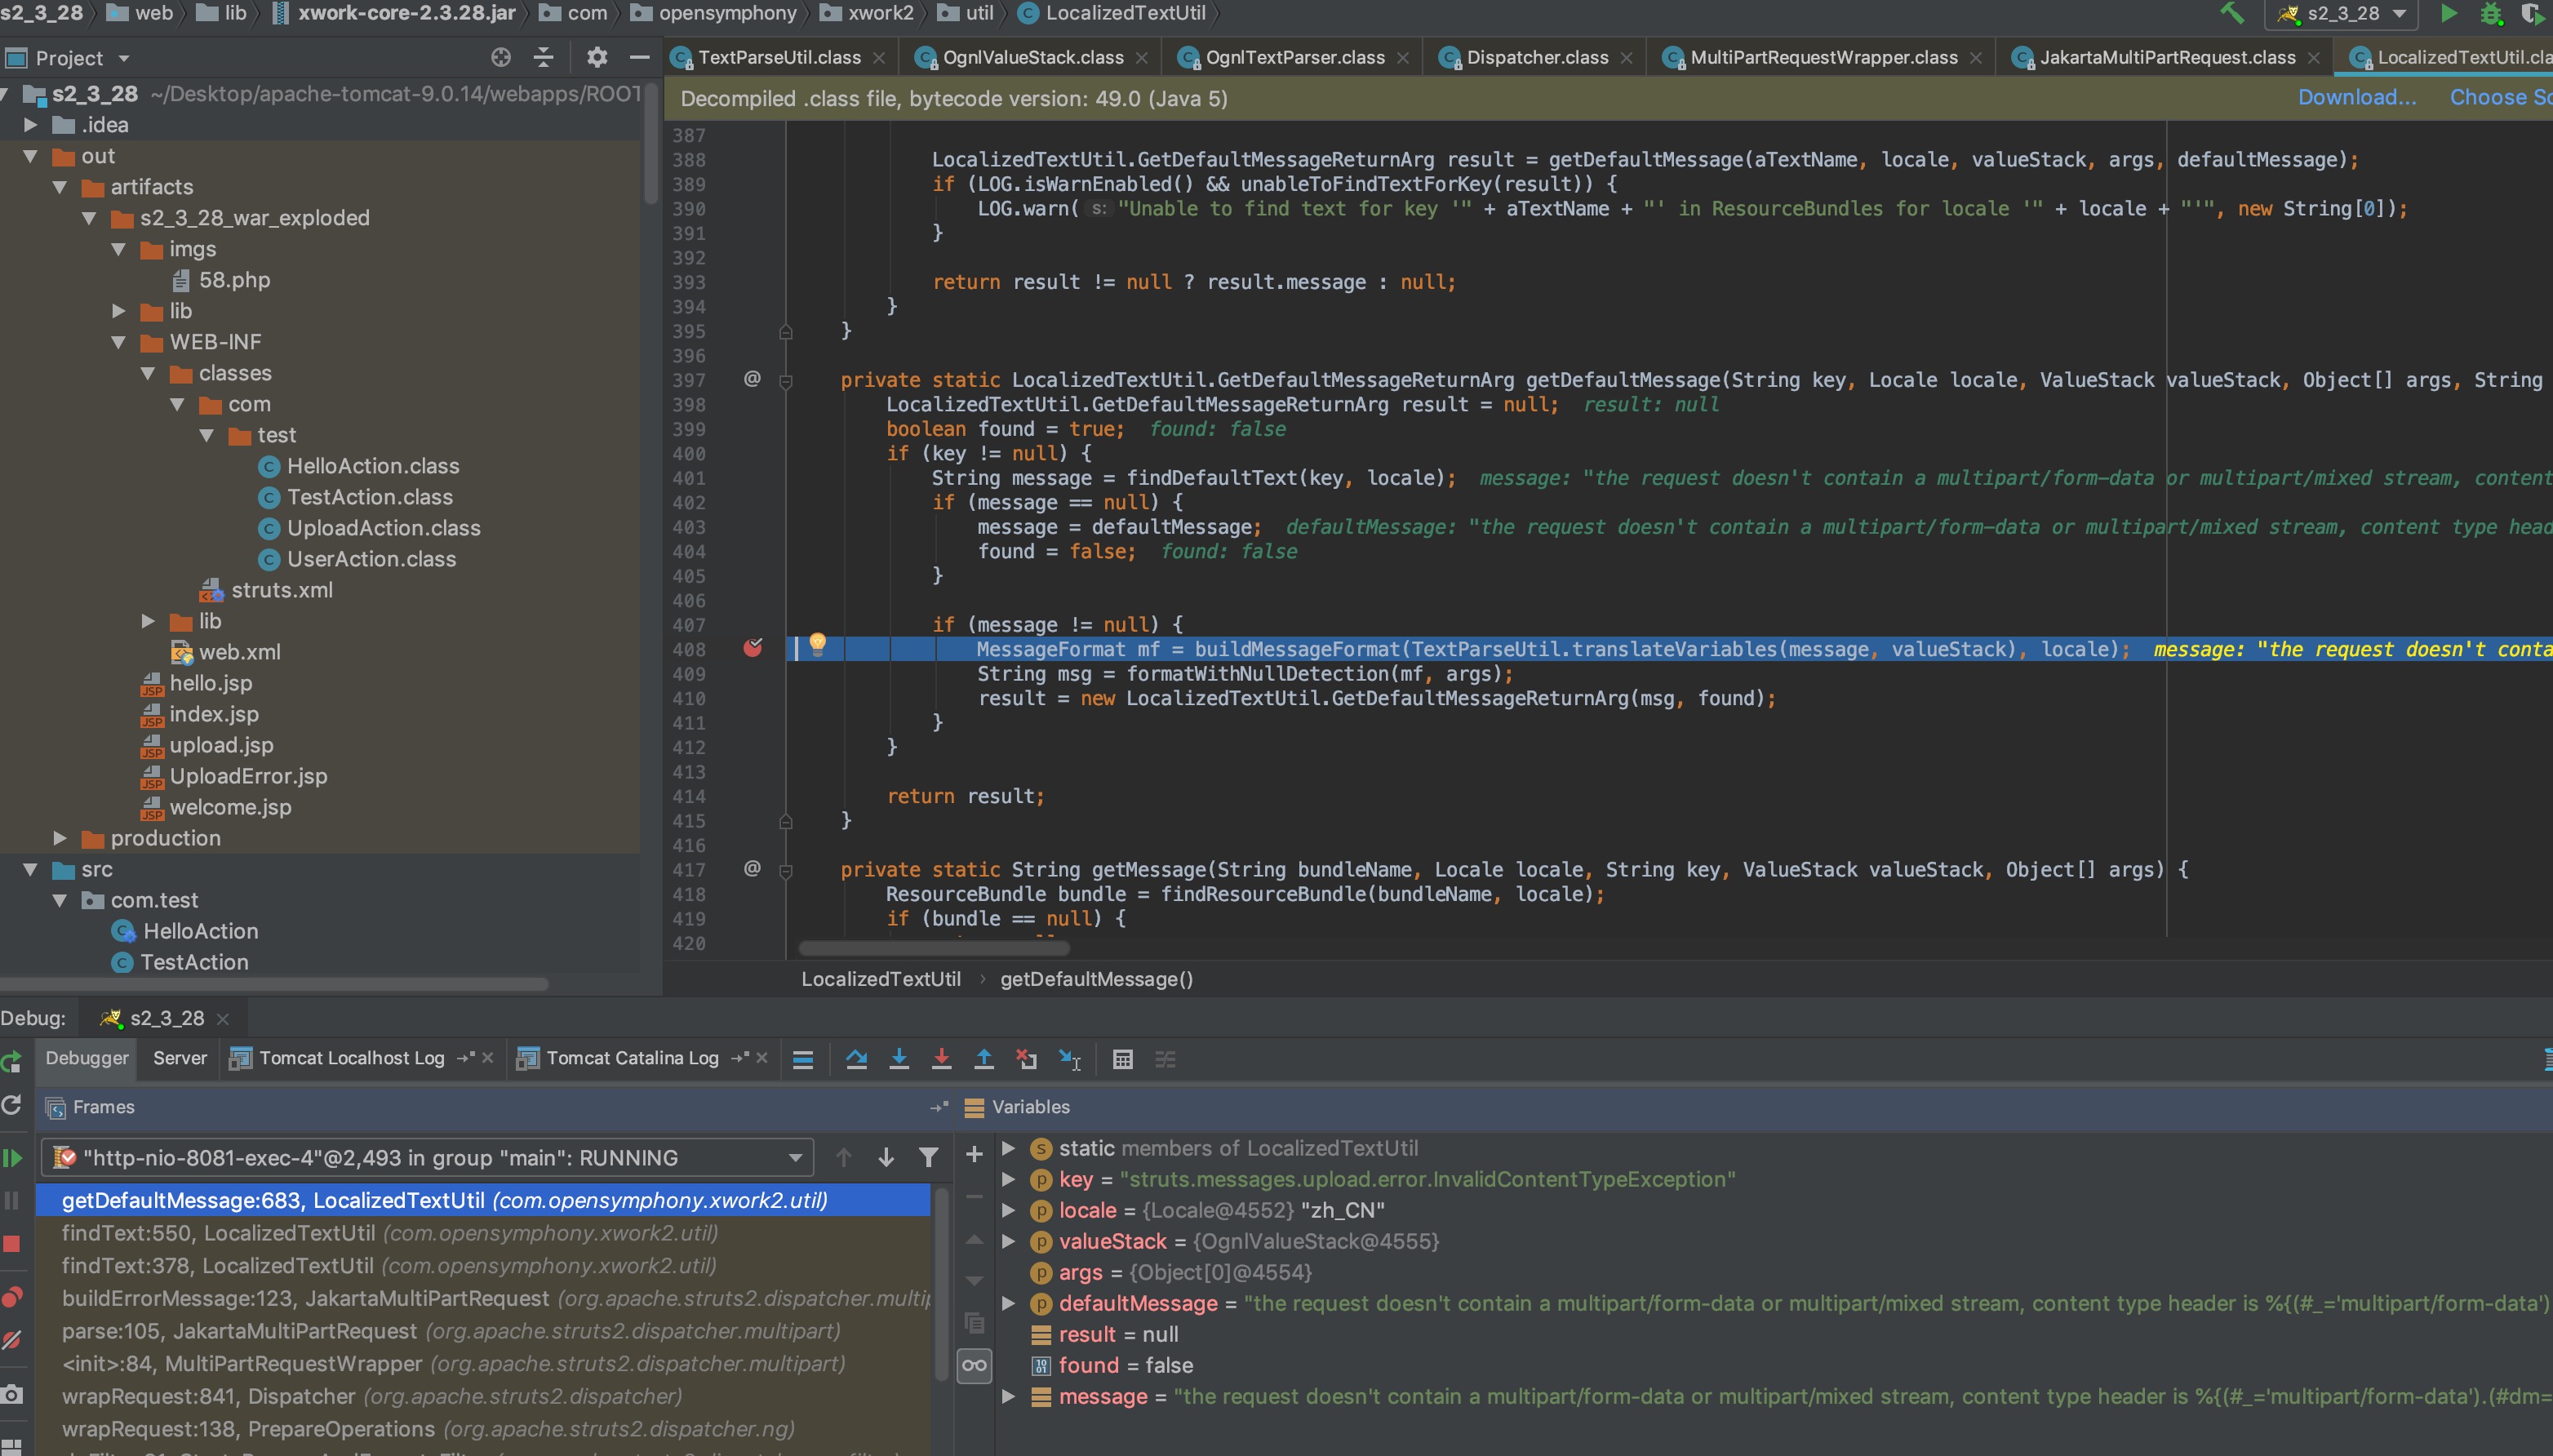 s2_3_28 web lib xwork-core-2.3.28.jar com opensymphony xwork2 util LocalizedTextUtil s2_3_28
Project
TextParseUtil.class OgnlValueStack.class OgnlTextParser.class Dispatcher.class MultiPartRequestWrapper.class JakartaMultiPartRequest.class LocalizedTextUtil.cla
s2_3_28 ~/Desktop/apache-tomcat-9.0.14/webapps/ROOT
.idea
out
artifacts
s2_3_28_war_exploded
imgs
58.php
lib
WEB-INF
classes
com
test
HelloAction.class
TestAction.class
UploadAction.class
UserAction.class
struts.xml
lib
web.xml
hello.jsp
index.jsp
upload.jsp
UploadError.jsp
welcome.jsp
production
src
com.test
HelloAction
TestAction
Decompiled .class file, bytecode version: 49.0 (Java 5) Download... Choose So
387
388 LocalizedTextUtil.GetDefaultMessageReturnArg result = getDefaultMessage(aTextName, locale, valueStack, args, defaultMessage);
389 if (LOG.isWarnEnabled() && unableToFindTextForKey(result)) {
390 LOG.warn( s: "Unable to find text for key '" + aTextName + "' in ResourceBundles for locale '" + locale + "'", new String[0]);
391 }
392
393 return result != null ? result.message : null;
394 }
395 }
396
397 @ private static LocalizedTextUtil.GetDefaultMessageReturnArg getDefaultMessage(String key, Locale locale, ValueStack valueStack, Object[] args, String
398 LocalizedTextUtil.GetDefaultMessageReturnArg result = null; result: null
399 boolean found = true; found: false
400 if (key != null) {
401 String message = findDefaultText(key, locale); message: "the request doesn't contain a multipart/form-data or multipart/mixed stream, content
402 if (message == null) {
403 message = defaultMessage; defaultMessage: "the request doesn't contain a multipart/form-data or multipart/mixed stream, content type head
404 found = false; found: false
405 }
406
407 if (message != null) {
408 MessageFormat mf = buildMessageFormat(TextParseUtil.translateVariables(message, valueStack), locale); message: "the request doesn't conta
409 String msg = formatWithNullDetection(mf, args);
410 result = new LocalizedTextUtil.GetDefaultMessageReturnArg(msg, found);
411 }
412 }
413
414 return result;
415 }
416
417 @ private static String getMessage(String bundleName, Locale locale, String key, ValueStack valueStack, Object[] args) {
418 ResourceBundle bundle = findResourceBundle(bundleName, locale);
419 if (bundle == null) {
420
LocalizedTextUtil getDefaultMessage()
Debug: s2_3_28
Debugger Server Tomcat Localhost Log Tomcat Catalina Log
Frames
"http-nio-8081-exec-4"@2,493 in group "main": RUNNING
getDefaultMessage:683, LocalizedTextUtil (com.opensymphony.xwork2.util)
findText:550, LocalizedTextUtil (com.opensymphony.xwork2.util)
findText:378, LocalizedTextUtil (com.opensymphony.xwork2.util)
buildErrorMessage:123, JakartaMultiPartRequest (org.apache.struts2.dispatcher.multip
parse:105, JakartaMultiPartRequest (org.apache.struts2.dispatcher.multipart)
<init>:84, MultiPartRequestWrapper (org.apache.struts2.dispatcher.multipart)
wrapRequest:841, Dispatcher (org.apache.struts2.dispatcher)
wrapRequest:138, PrepareOperations (org.apache.struts2.dispatcher.ng)
Variables
static members of LocalizedTextUtil
key = "struts.messages.upload.error.InvalidContentTypeException"
locale = {Locale@4552} "zh_CN"
valueStack = {OgnlValueStack@4555}
args = {Object[0]@4554}
defaultMessage = "the request doesn't contain a multipart/form-data or multipart/mixed stream, content type header is %{(#_='multipart/form-data')
result = null
found = false
message = "the request doesn't contain a multipart/form-data or multipart/mixed stream, content type header is %{(#_='multipart/form-data').(#dm=